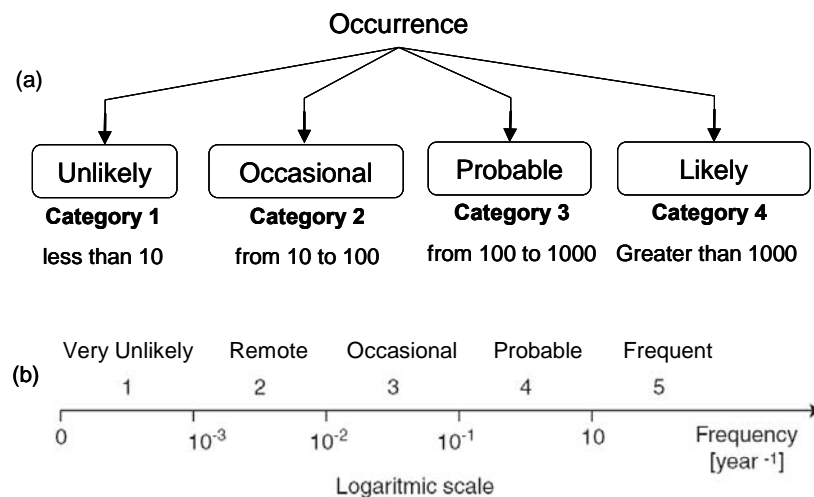 Occurrence
(a)
Unlikely Occasional Probable Likely
Category 1 Category 2 Category 3 Category 4
less than 10 from 10 to 100 from 100 to 1000 Greater than 1000
Very Unlikely Remote Occasional Probable Frequent
(b)
1 2 3 4 5
0 10⁻³ 10⁻² 10⁻¹ 10 Frequency
[year ⁻¹]
Logaritmic scale